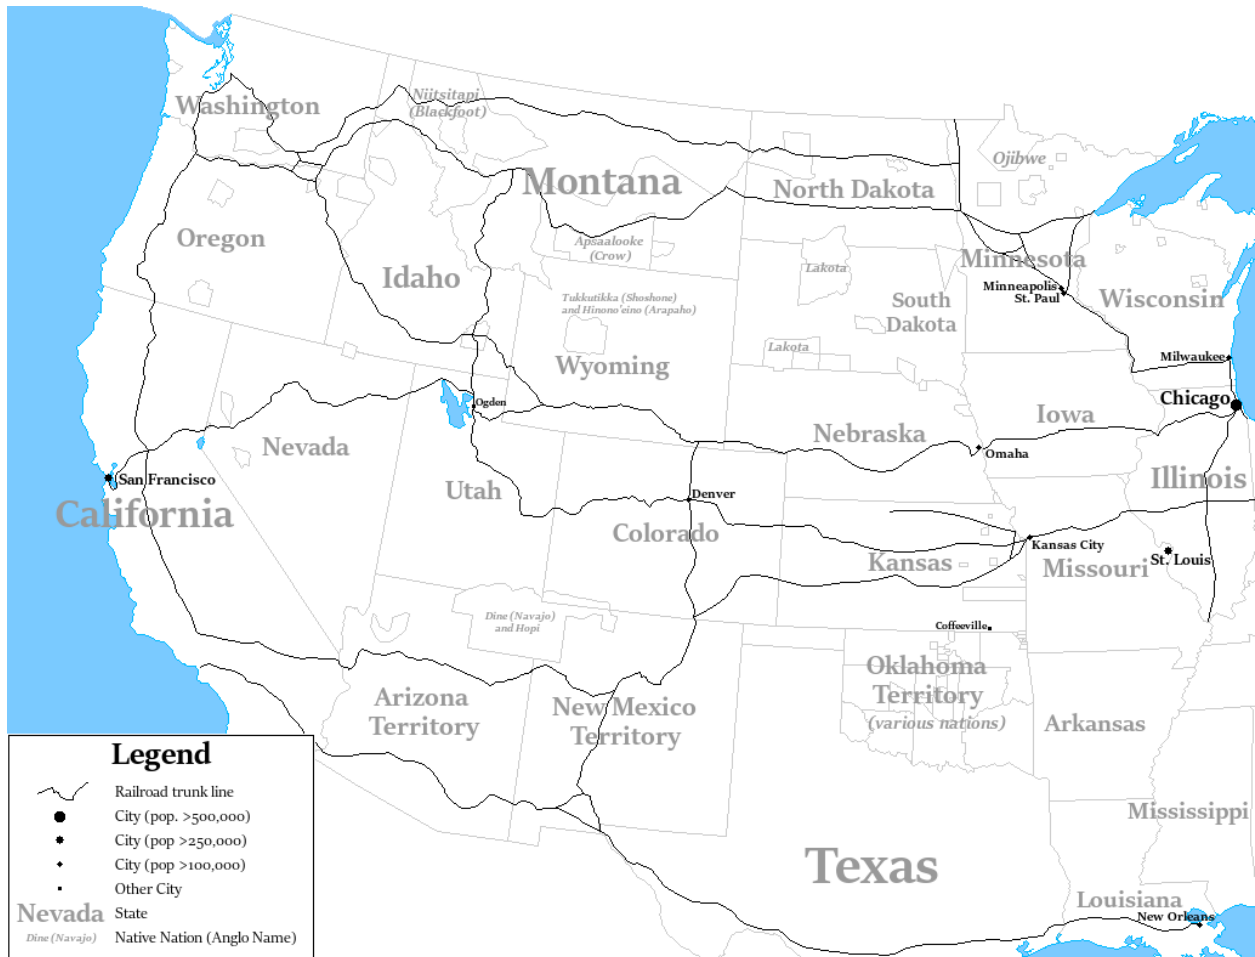 Washington
Niitsitapi
(Blackfoot)
Montana
North Dakota
Ojibwe
Oregon
Idaho
Apsaalooke
(Crow)
Lakota
Minnesota
Minneapolis
St. Paul
Wisconsin
Tukkutikka (Shoshone)
and Hinono'eino (Arapaho)
South
Dakota
Wyoming
Lakota
Milwaukee
Chicago
Ogden
Iowa
Nevada
Nebraska
Omaha
San Francisco
Utah
Denver
Illinois
California
Colorado
Kansas City
Kansas
Missouri
St. Louis
Dine (Navajo)
and Hopi
Coffeeville
Oklahoma
Territory
(various nations)
Arizona
Territory
New Mexico
Territory
Arkansas
Mississippi
Texas
Louisiana
New Orleans
Legend
Railroad trunk line
City (pop. >500,000)
City (pop >250,000)
City (pop >100,000)
Other City
Nevada State
Dine (Navajo) Native Nation (Anglo Name)